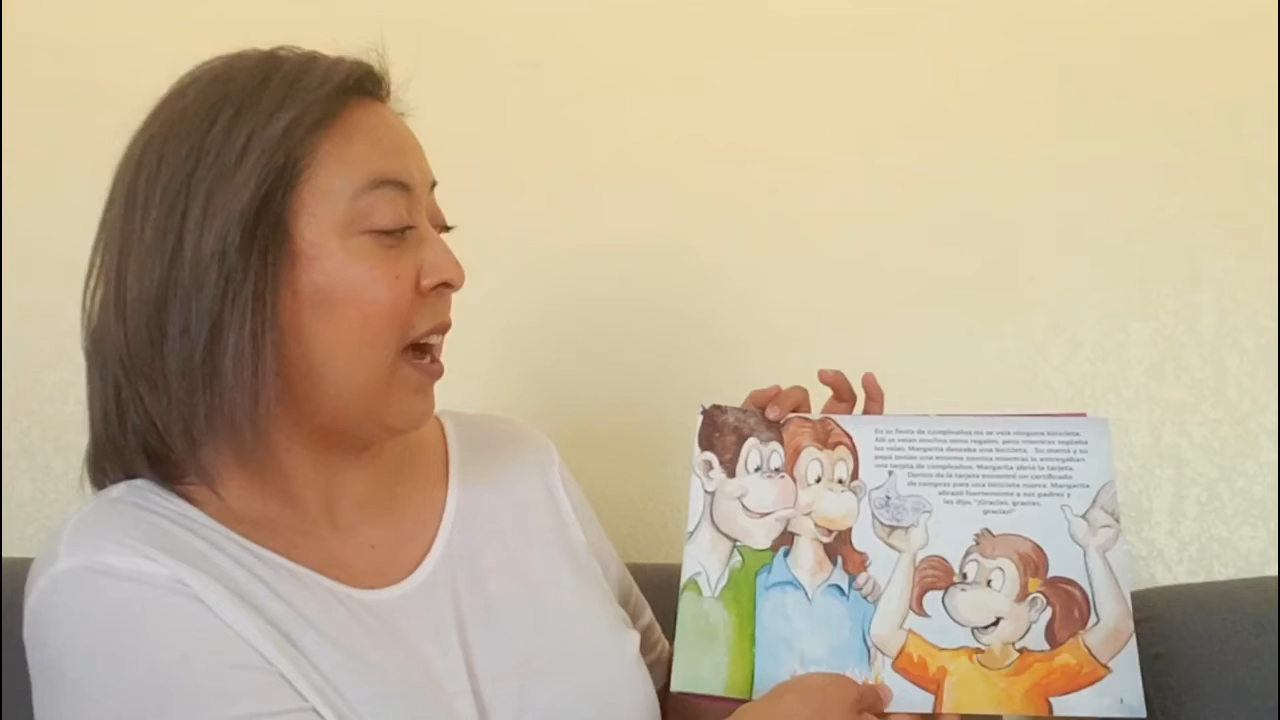 En su fiesta de cumpleaños no se veía ninguna bicicleta.
Allí se veían muchos otros regalos, pero mientras soplaba
las velas, Margarita deseaba una bicicleta. Su mamá y su
papá tenían una enorme sonrisa mientras le entregaban
una tarjeta de cumpleaños. Margarita abrió la tarjeta.
Dentro de la tarjeta encontró un certificado
de compras para una bicicleta nueva. Margarita
abrazó fuertemente a sus padres y
les dijo, "¡Gracias, gracias,
gracias!"